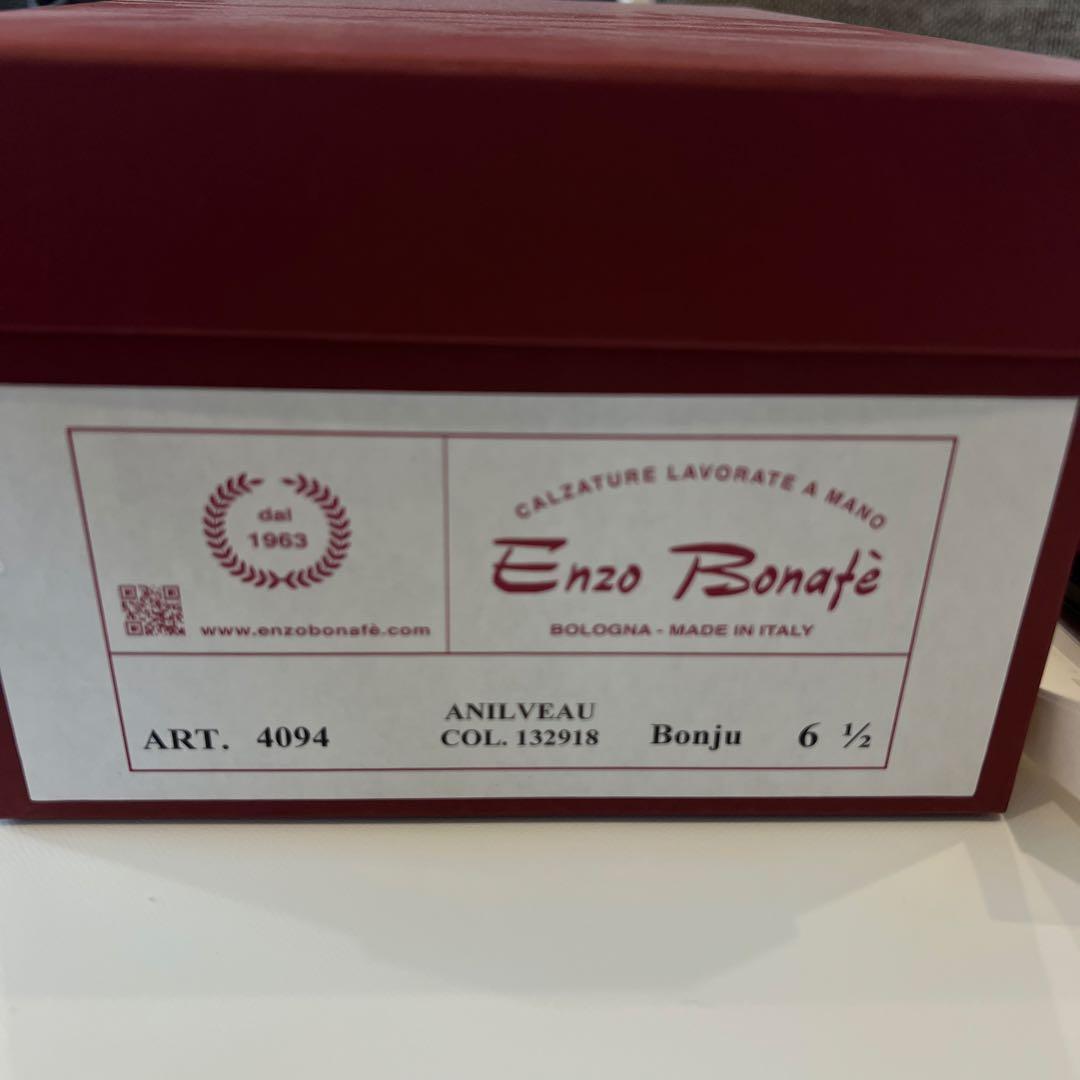 dal
1963
www.enzobonafè.com
CALZATURE LAVORATE A MANO
Enzo Bonafè
BOLOGNA - MADE IN ITALY
ART. 4094
ANILVEAU
COL. 132918
Bonju
6 ½